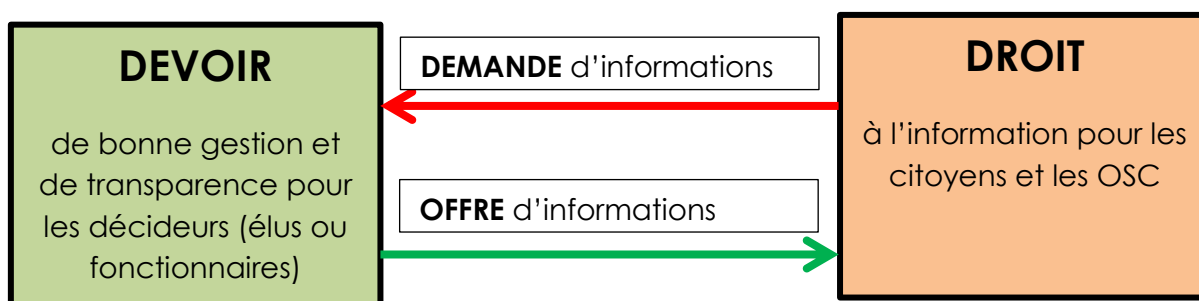 DEVOIR
de bonne gestion et
de transparence pour
les décideurs (élus ou
fonctionnaires)
DEMANDE d’informations
OFFRE d’informations
DROIT
à l’information pour les
citoyens et les OSC